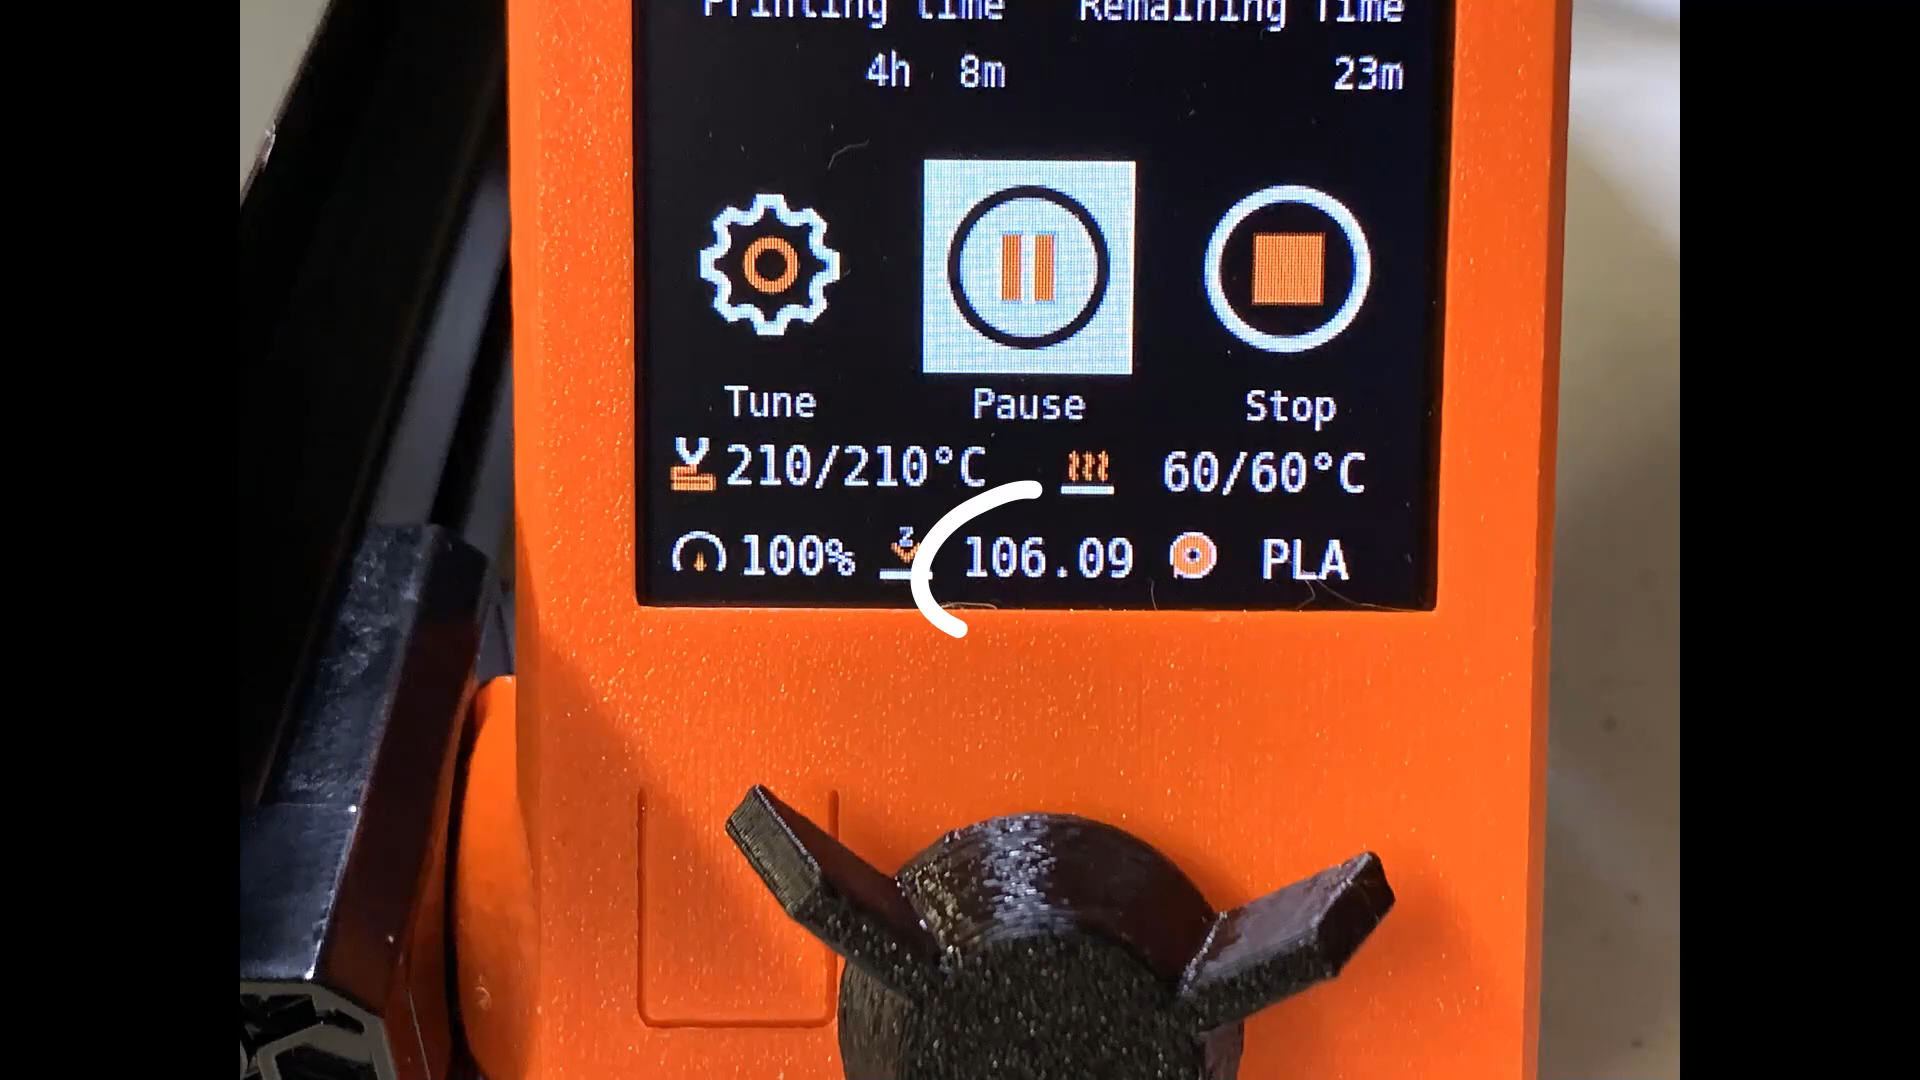 Printing time Remaining Time
4h 8m 23m
Tune Pause Stop
210/210°C 60/60°C
100% Z 106.09 PLA